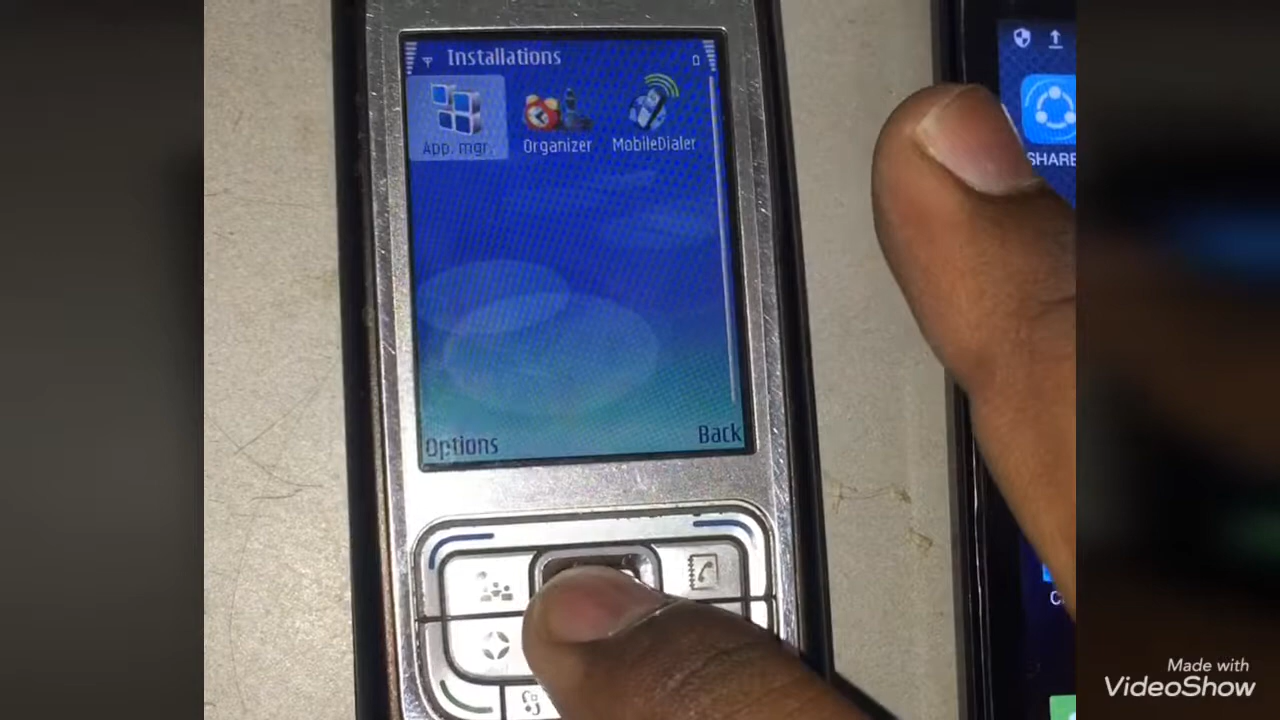 Installations
App. mgr.
Organizer
MobileDialer
Options
Back
SHARE
Made with
VideoShow